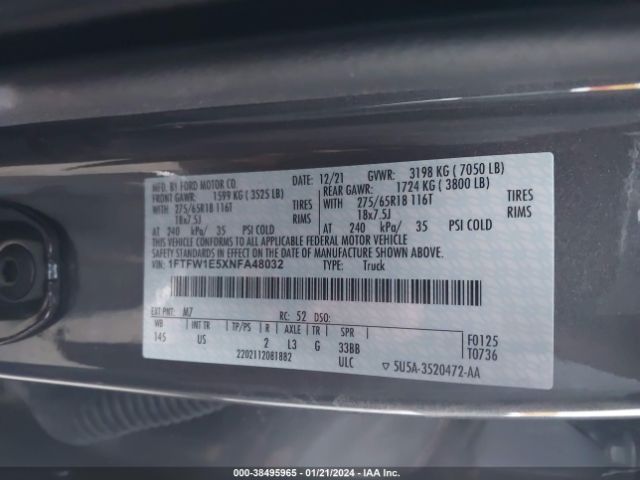 MFD. BY FORD MOTOR CO.
DATE: 12/21 GVWR: 3198 KG ( 7050 LB)
FRONT GAWR: 1599 KG ( 3525 LB) REAR GAWR: 1724 KG ( 3800 LB)
WITH 275/65R18 116T TIRES WITH 275/65R18 116T TIRES
18x7.5J RIMS 18x7.5J RIMS
AT 240 kPa/ 35 PSI COLD AT 240 kPa/ 35 PSI COLD
THIS VEHICLE CONFORMS TO ALL APPLICABLE FEDERAL MOTOR VEHICLE
SAFETY STANDARDS IN EFFECT ON THE DATE OF MANUFACTURE SHOWN ABOVE.
VIN: 1FTFW1E5XNFA48032 TYPE: Truck
EXT PNT: M7 RC: 52 DSO:
WB INT TR TP/PS R AXLE TR SPR F0125
145 US 2 L3 G 33BB T0736
2202112081882 ULC ▽ 5U5A-3520472-AA
000-38495965 - 01/21/2024 - IAA Inc.